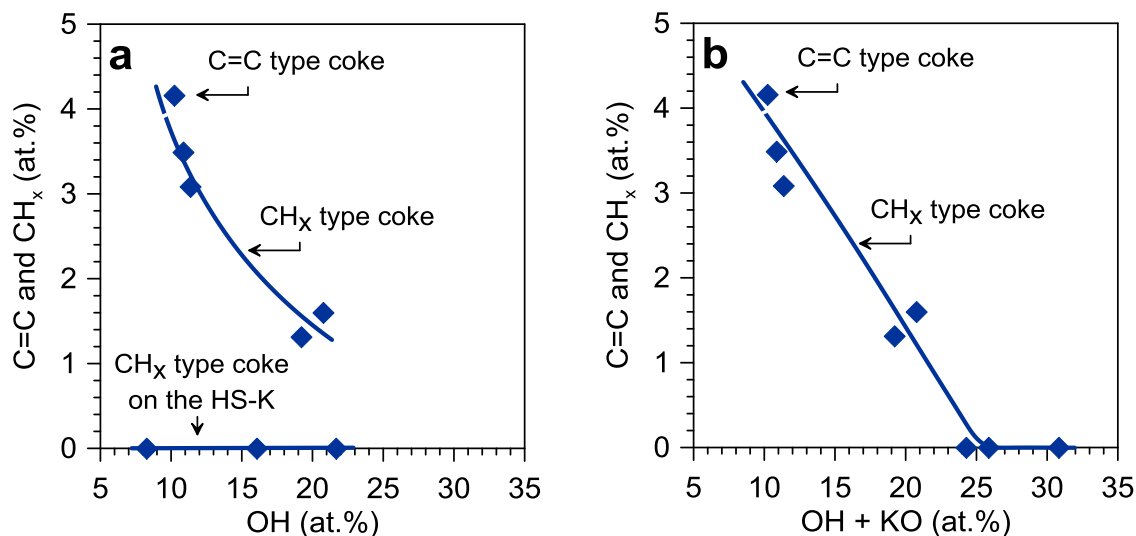 a
C=C type coke
CHx type coke
CHx type coke
on the HS-K
C=C and CHx (at.%)
5
4
3
2
1
0
5 10 15 20 25 30 35
OH (at.%)
b
C=C type coke
CHx type coke
C=C and CHx (at.%)
5
4
3
2
1
0
5 10 15 20 25 30 35
OH + KO (at.%)